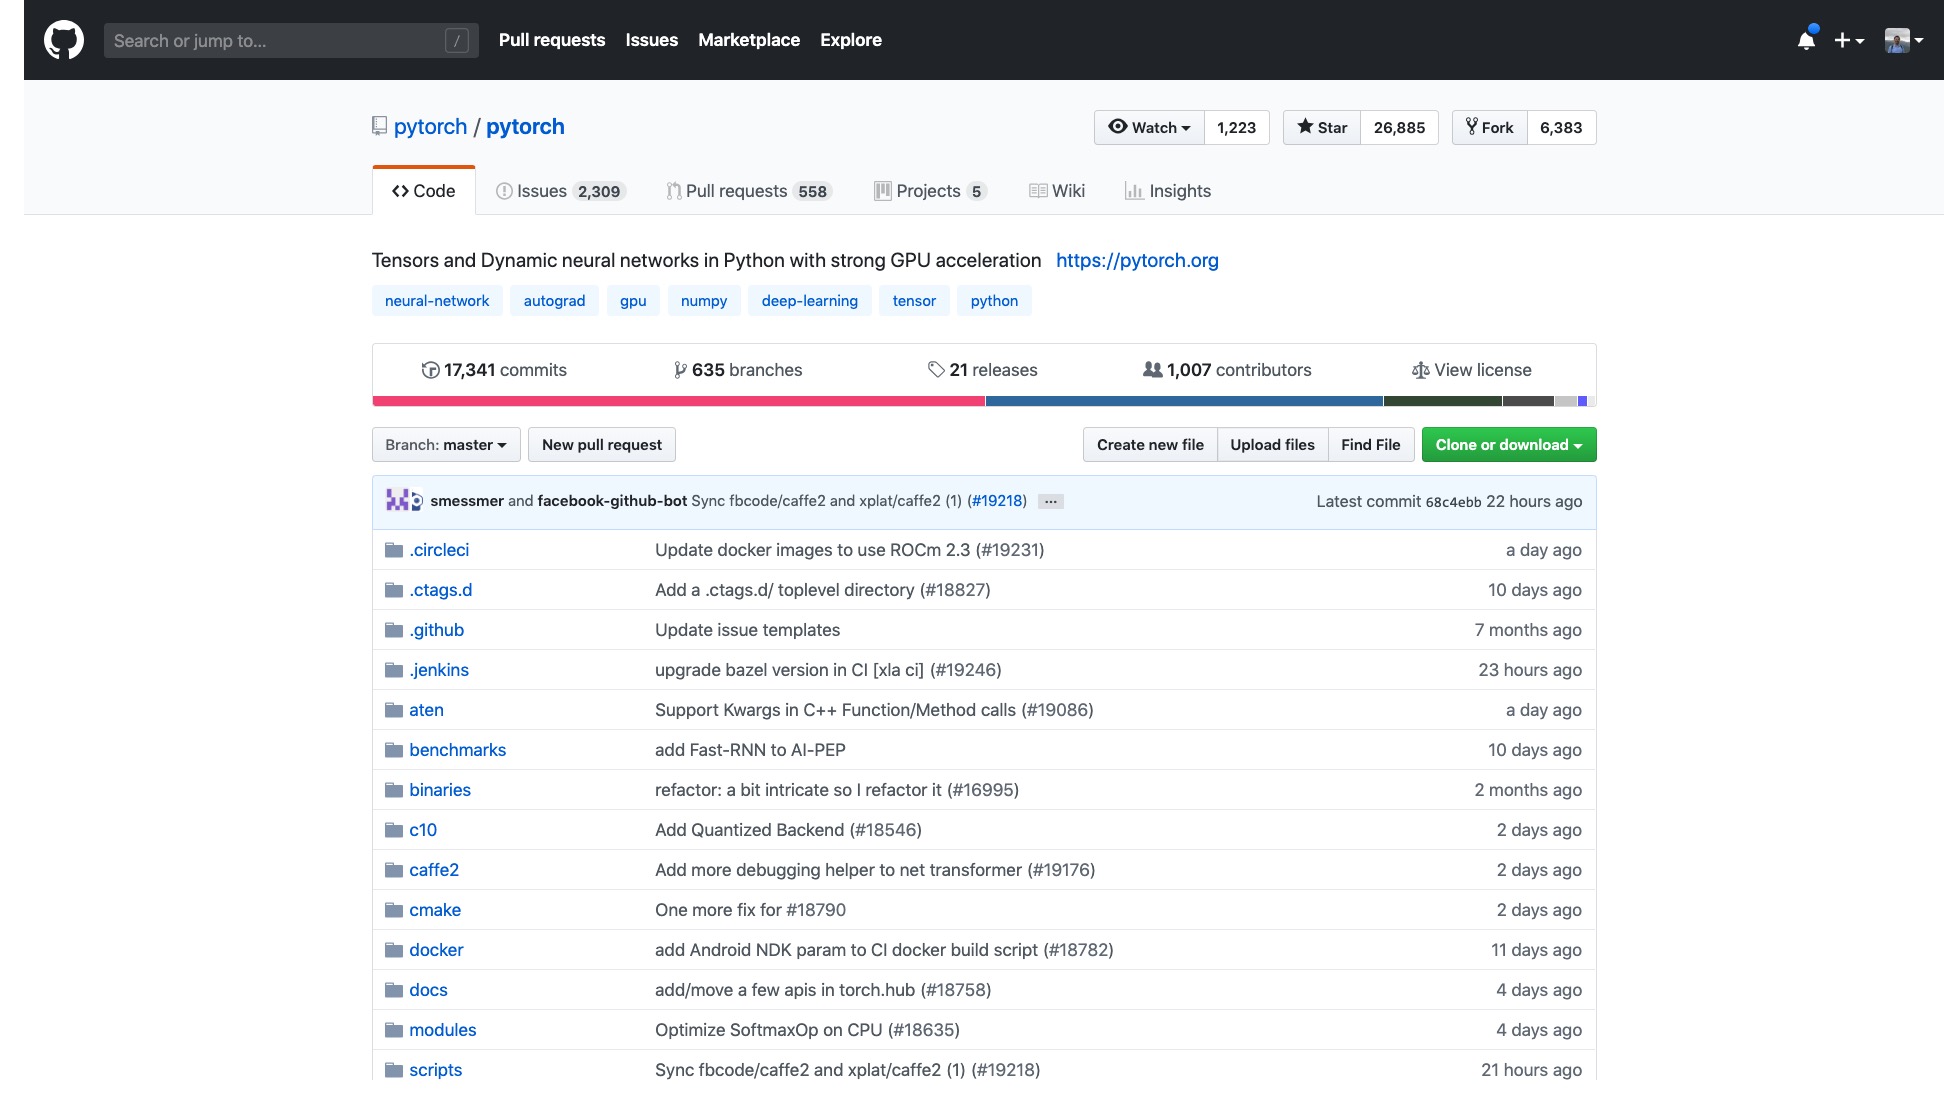 Search or jump to... /
Pull requests Issues Marketplace Explore
pytorch / pytorch
Watch 1,223 Star 26,885 Fork 6,383
Code Issues 2,309 Pull requests 558 Projects 5 Wiki Insights
Tensors and Dynamic neural networks in Python with strong GPU acceleration https://pytorch.org
neural-network autograd gpu numpy deep-learning tensor python
17,341 commits 635 branches 21 releases 1,007 contributors View license
Branch: master New pull request Create new file Upload files Find File Clone or download
smessmer and facebook-github-bot Sync fbcode/caffe2 and xplat/caffe2 (1) (#19218) ... Latest commit 68c4ebb 22 hours ago
.circleci Update docker images to use ROCm 2.3 (#19231) a day ago
.ctags.d Add a .ctags.d/ toplevel directory (#18827) 10 days ago
.github Update issue templates 7 months ago
.jenkins upgrade bazel version in CI [xla ci] (#19246) 23 hours ago
aten Support Kwargs in C++ Function/Method calls (#19086) a day ago
benchmarks add Fast-RNN to AI-PEP 10 days ago
binaries refactor: a bit intricate so I refactor it (#16995) 2 months ago
c10 Add Quantized Backend (#18546) 2 days ago
caffe2 Add more debugging helper to net transformer (#19176) 2 days ago
cmake One more fix for #18790 2 days ago
docker add Android NDK param to CI docker build script (#18782) 11 days ago
docs add/move a few apis in torch.hub (#18758) 4 days ago
modules Optimize SoftmaxOp on CPU (#18635) 4 days ago
scripts Sync fbcode/caffe2 and xplat/caffe2 (1) (#19218) 21 hours ago